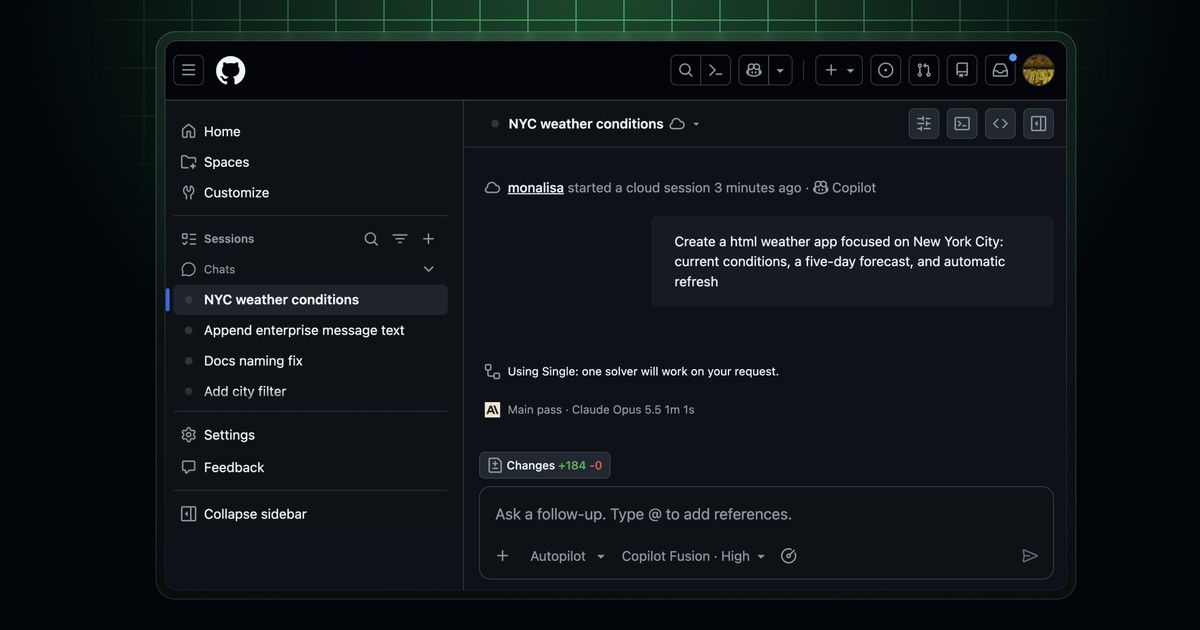 Home
Spaces
Customize
Sessions
Chats
NYC weather conditions
Append enterprise message text
Docs naming fix
Add city filter
Settings
Feedback
Collapse sidebar
NYC weather conditions
monalisa started a cloud session 3 minutes ago · Copilot
Create a html weather app focused on New York City:
current conditions, a five-day forecast, and automatic
refresh
Using Single: one solver will work on your request.
A\ Main pass · Claude Opus 5.5 1m 1s
Changes +184 -0
Ask a follow-up. Type @ to add references.
Autopilot Copilot Fusion · High